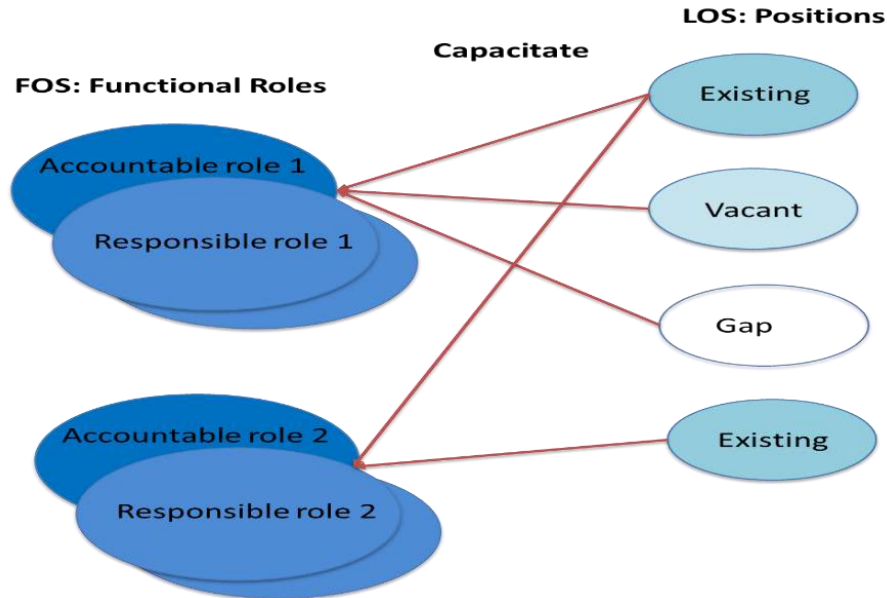 LOS: Positions
Capacitate
FOS: Functional Roles
Existing
Accountable role 1
Vacant
Responsible role 1
Gap
Accountable role 2
Existing
Responsible role 2